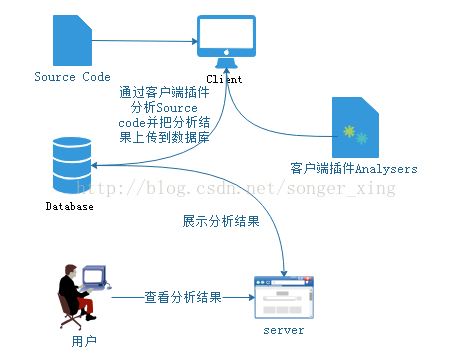 Source Code
Client
通过客户端插件
分析Source
code并把分析结
果上传到数据库
客户端插件Analysers
http://blog.csdn.net/songer_xing
Database
展示分析结果
查看分析结果
用户
server